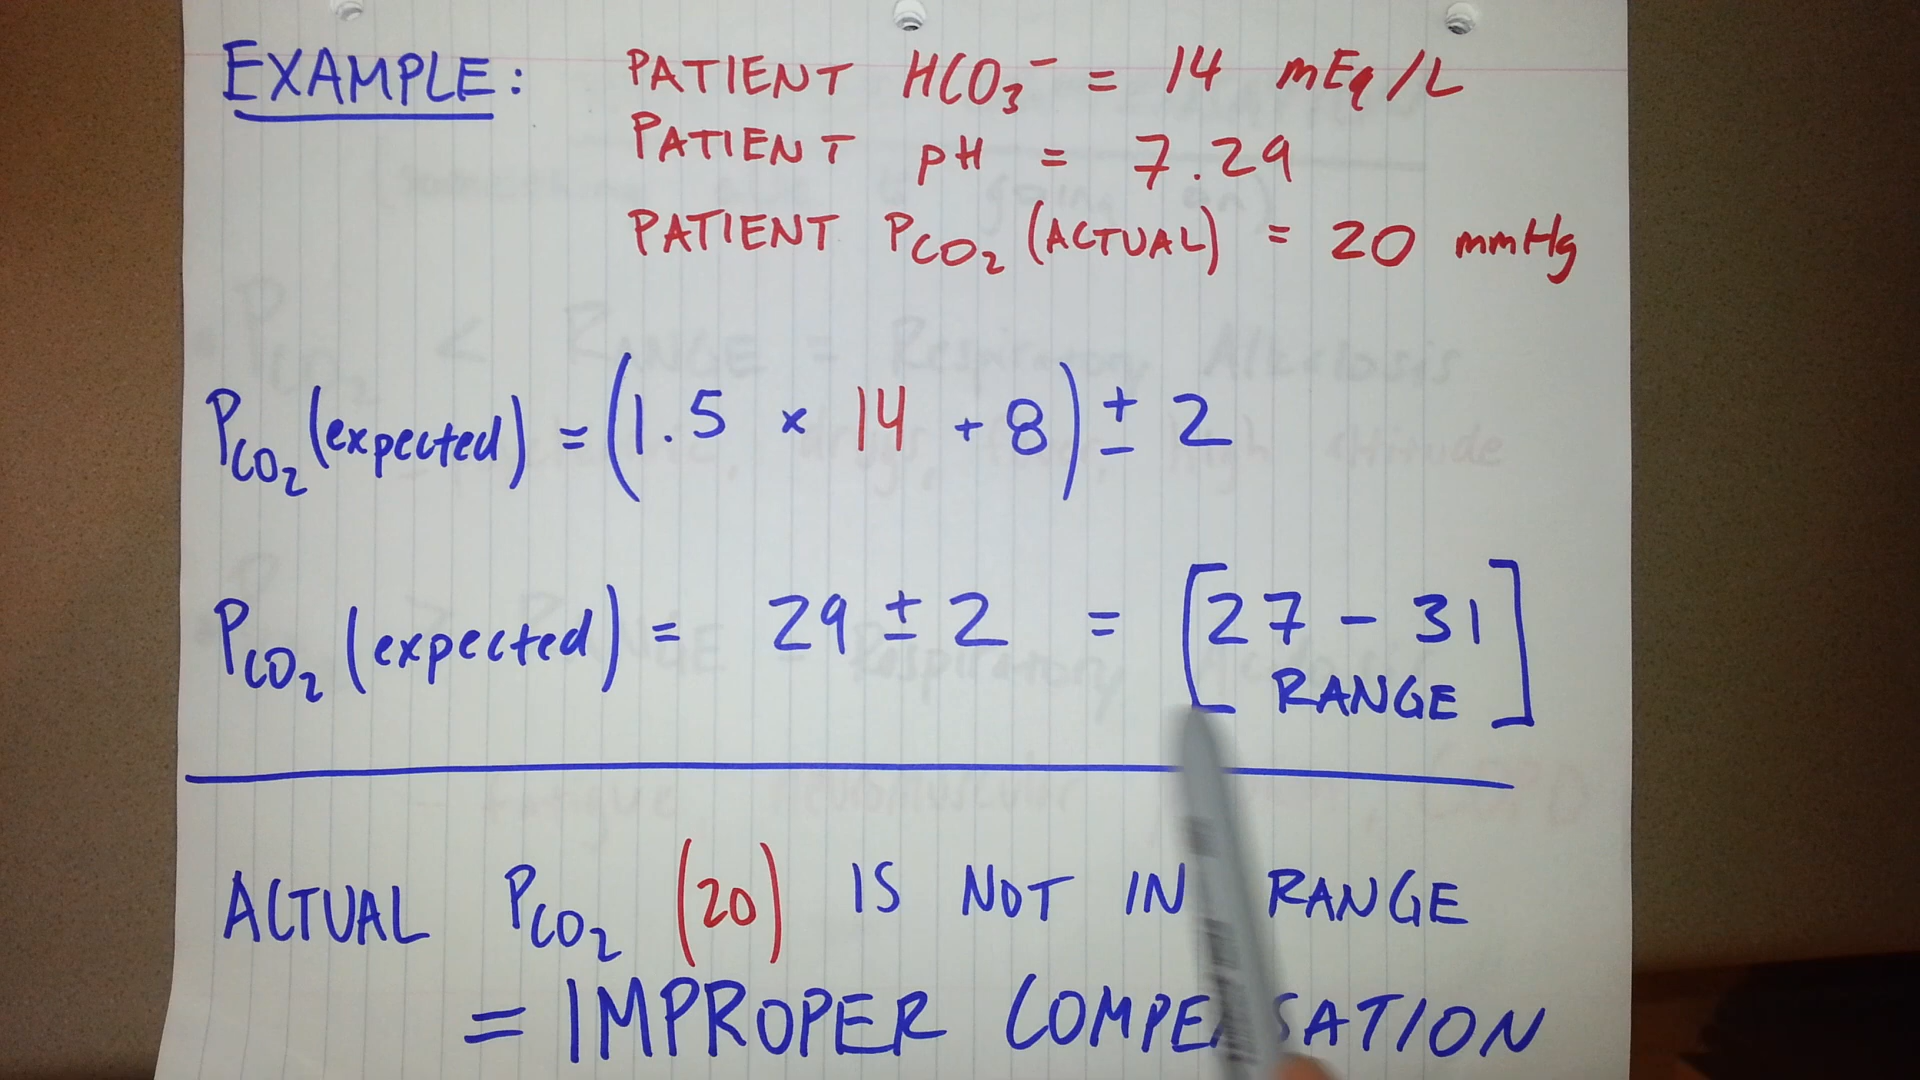 EXAMPLE: PATIENT HCO₃⁻ = 14 mEq/L
PATIENT pH = 7.29
PATIENT PCO₂ (ACTUAL) = 20 mmHg
PCO₂ (expected) = (1.5 × 14 + 8) ± 2
PCO₂ (expected) = 29 ± 2 = [27 - 31]
RANGE
ACTUAL PCO₂ (20) IS NOT IN RANGE
= IMPROPER COMPENSATION